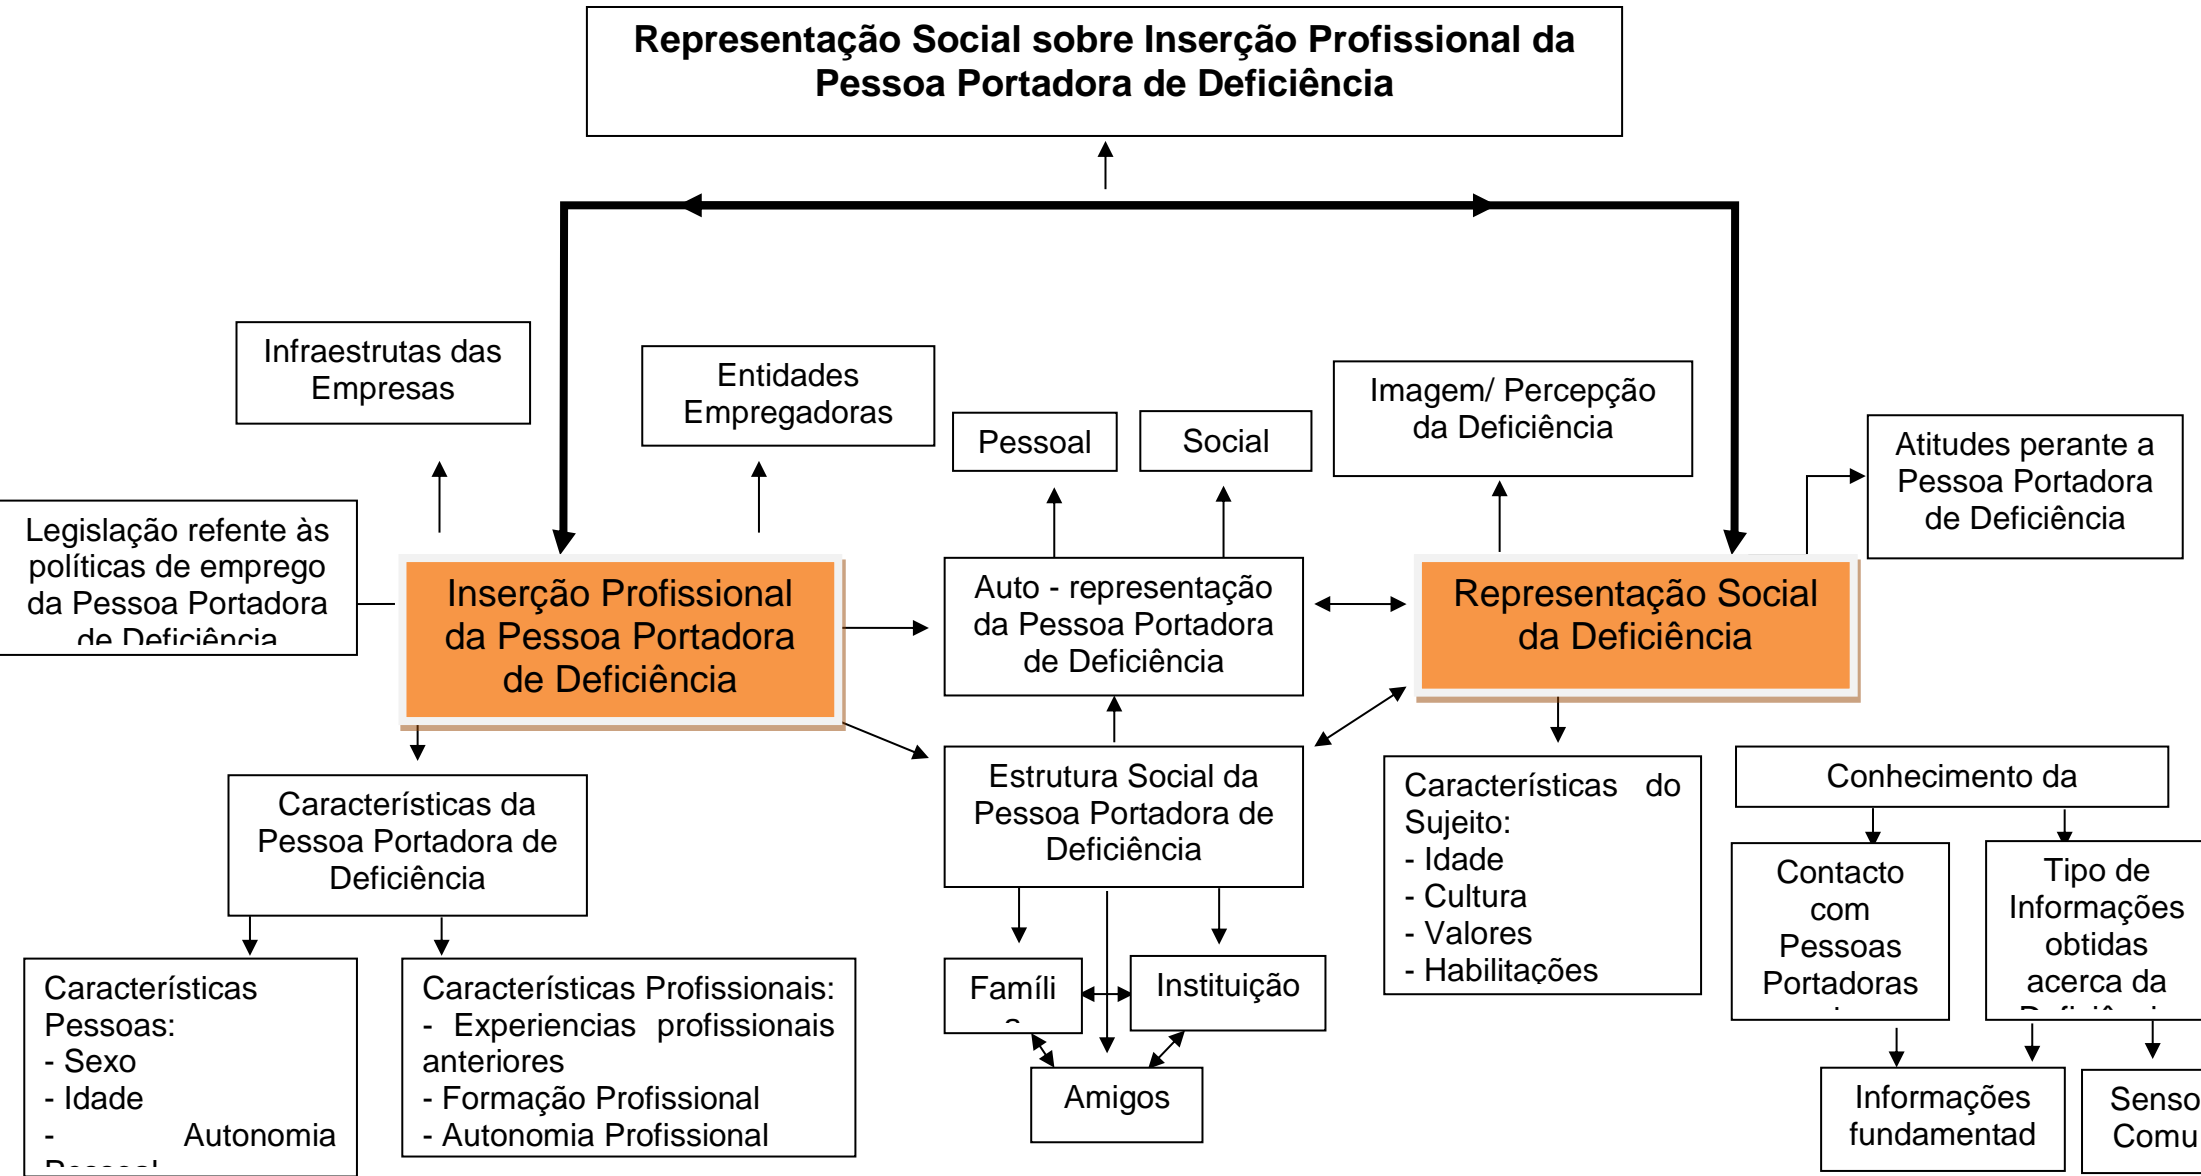 Representação Social sobre Inserção Profissional da
Pessoa Portadora de Deficiência
Infraestrutas das
Empresas
Entidades
Empregadoras
Pessoal
Social
Imagem/ Percepção
da Deficiência
Atitudes perante a
Pessoa Portadora
de Deficiência
Legislação refente às
políticas de emprego
da Pessoa Portadora
de Deficiência
Inserção Profissional
da Pessoa Portadora
de Deficiência
Auto - representação
da Pessoa Portadora
de Deficiência
Representação Social
da Deficiência
Características da
Pessoa Portadora de
Deficiência
Estrutura Social da
Pessoa Portadora de
Deficiência
Características do
Sujeito:
- Idade
- Cultura
- Valores
- Habilitações
Conhecimento da
Contacto
com
Pessoas
Portadoras
Tipo de
Informações
obtidas
acerca da
Características
Pessoas:
- Sexo
- Idade
- Autonomia
Características Profissionais:
- Experiencias profissionais
anteriores
- Formação Profissional
- Autonomia Profissional
Famíli
Instituição
Amigos
Informações
fundamentad
Senso
Comu